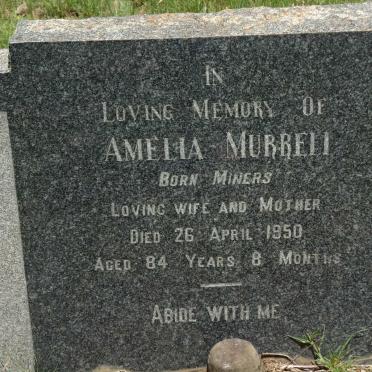 IN
LOVING MEMORY OF
AMELIA MURRELL
BORN MINERS
LOVING WIFE AND MOTHER
DIED 26 APRIL 1950
AGED 84 YEARS 8 MONTHS
ABIDE WITH ME